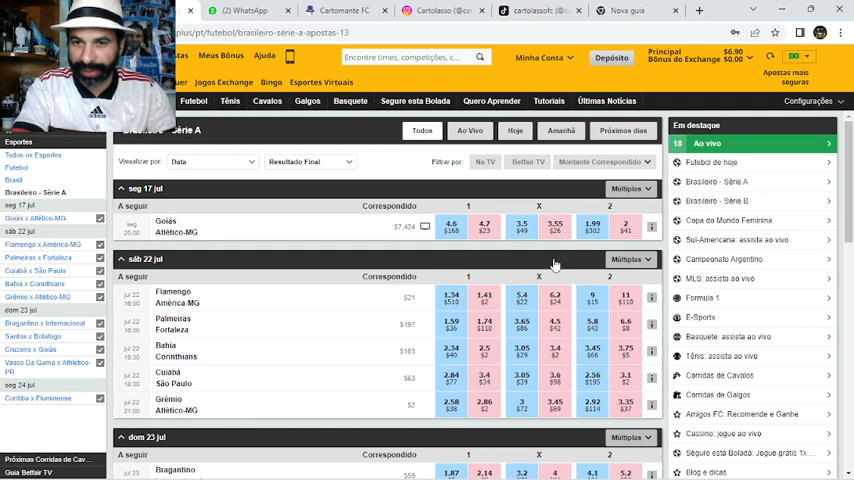 (2) WhatsApp
Cartomante FC
Cartolasso (@cas
cartolassofc (@ca
Nova guia
plus/pt/futebol/brasileiro-série-a-apostas-13
Meus Bônus
Ajuda
Encontre times, competições, c...
Minha Conta
Depósito
Principal $6.90
Bônus do Exchange $0.00
Apostas mais seguras
Jogos Exchange
Bingo
Esportes Virtuais
Futebol
Tênis
Cavalos
Galgos
Basquete
Segure esta Bolada
Quero Aprender
Tutoriais
Últimas Notícias
Configurações
Esportes
Todos os Esportes
Futebol
Brasil
Brasileiro - Série A
seg 17 jul
Goiás x Atlético-MG
sáb 22 jul
Flamengo x América-MG
Palmeiras x Fortaleza
Cuiabá x São Paulo
Bahia x Corinthians
Grêmio x Atlético-MG
dom 23 jul
Bragantino x Internacional
Santos x Botafogo
Cruzeiro x Goiás
Vasco Da Gama x Athletico-PR
seg 24 jul
Coritiba x Fluminense
Próximas Corridas de Cav...
Guia Betfair TV
Série A
Todos
Ao Vivo
Hoje
Amanhã
Próximos dias
Visualizar por:
Data
Resultado Final
Filtrar por:
Na TV
Betfair TV
Montante Correspondido
seg 17 jul
Múltiplas
A seguir
Correspondido
1
X
2
seg 20:00
Goiás
Atlético-MG
$7,424
4.6 $168
4.7 $23
3.5 $49
3.55 $26
1.99 $302
2 $41
sáb 22 jul
Múltiplas
A seguir
Correspondido
1
X
2
jul 22 16:00
Flamengo
América-MG
$21
1.34 $510
1.41 $2
5.4 $22
6.2 $24
9 $15
11 $110
jul 22 16:00
Palmeiras
Fortaleza
$197
1.59 $36
1.74 $110
3.65 $86
4.5 $42
5.8 $43
6.6 $8
jul 22 18:30
Bahia
Corinthians
$103
2.34 $40
2.5 $2
3.05 $29
3.4 $2
3.45 $66
3.75 $5
jul 22 18:30
Cuiabá
São Paulo
$63
2.84 $77
3.4 $34
3.05 $39
3.6 $98
2.56 $195
3.1 $2
jul 22 21:00
Grêmio
Atlético-MG
$2
2.58 $38
2.86 $2
3 $72
3.45 $69
2.92 $114
3.35 $37
dom 23 jul
Múltiplas
A seguir
Correspondido
1
X
2
jul 23
Bragantino
$59
1.87
2.14
3.2
4
4.1
5.2
Em destaque
18 Ao vivo
Futebol de hoje
Brasileiro - Série A
Brasileiro - Série B
Copa do Mundo Feminina
Sul-Americana: assista ao vivo
Campeonato Argentino
MLS: assista ao vivo
Formula 1
E-Sports
Basquete: assista ao vivo
Tênis: assista ao vivo
Corridas de Cavalos
Corridas de Galgos
Amigos FC: Recomende e Ganhe
Cassino: jogue ao vivo
Segure está Bolada: Jogue grátis 1x ...
Blog e dicas